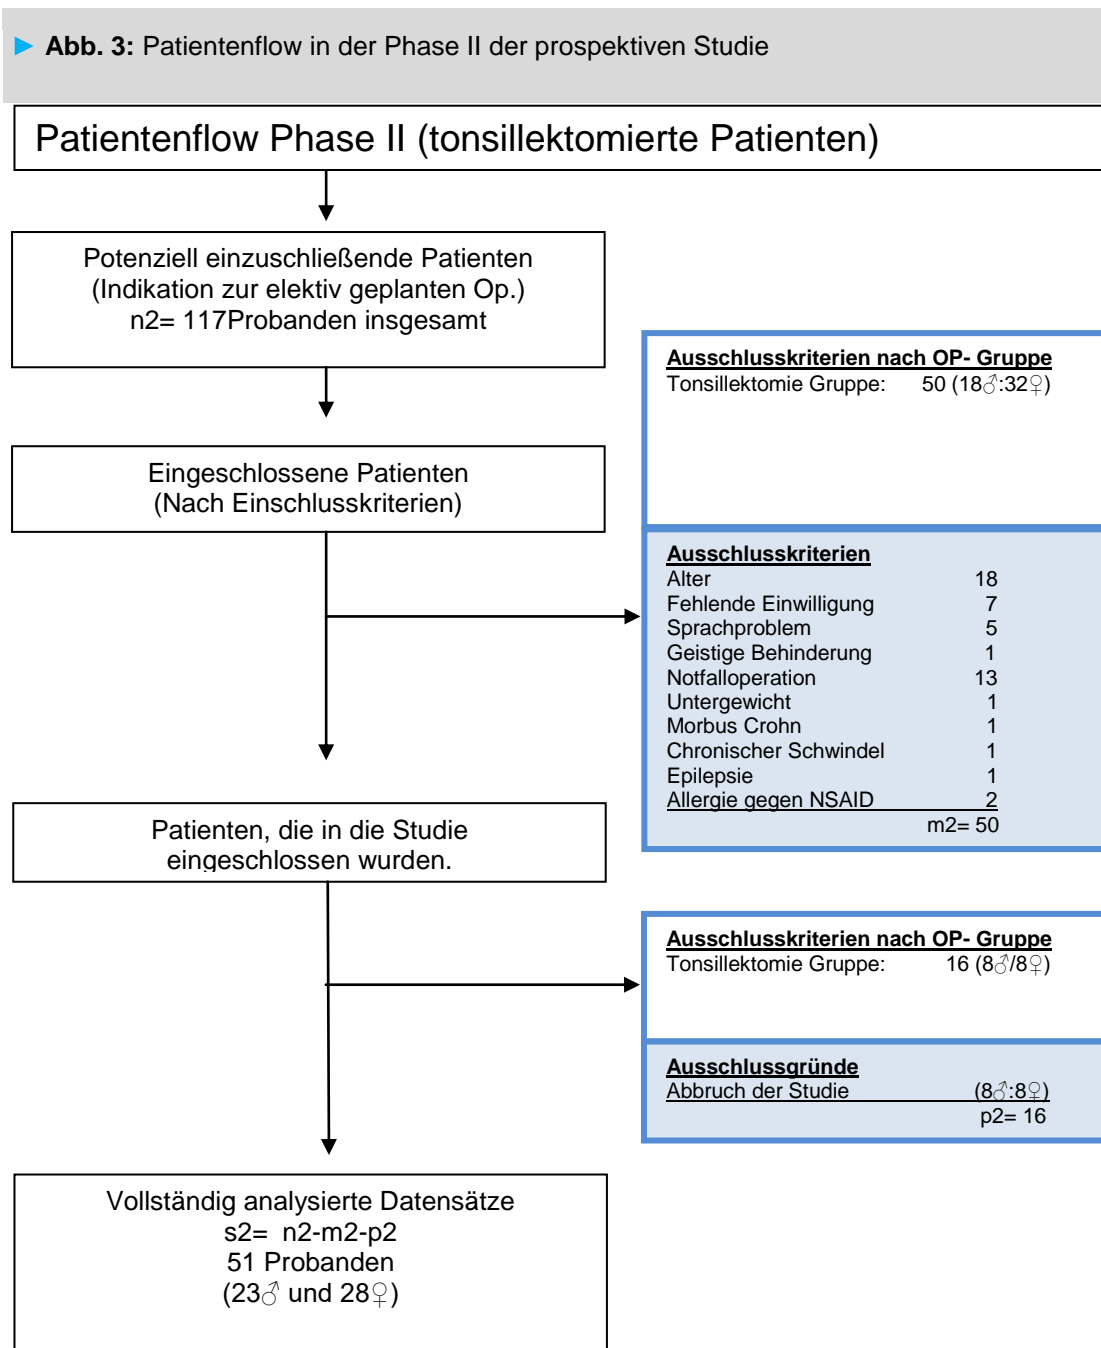 ► Abb. 3: Patientenflow in der Phase II der prospektiven Studie
Patientenflow Phase II (tonsillektomierte Patienten)
Potenziell einzuschließende Patienten
(Indikation zur elektiv geplanten Op.)
n2= 117Probanden insgesamt
Ausschlusskriterien nach OP- Gruppe
Tonsillektomie Gruppe: 50 (18♂:32♀)
Eingeschlossene Patienten
(Nach Einschlusskriterien)
Ausschlusskriterien
Alter 18
Fehlende Einwilligung 7
Sprachproblem 5
Geistige Behinderung 1
Notfalloperation 13
Untergewicht 1
Morbus Crohn 1
Chronischer Schwindel 1
Epilepsie 1
Allergie gegen NSAID 2
m2= 50
Patienten, die in die Studie
eingeschlossen wurden.
Ausschlusskriterien nach OP- Gruppe
Tonsillektomie Gruppe: 16 (8♂/8♀)
Ausschlussgründe
Abbruch der Studie (8♂:8♀)
p2= 16
Vollständig analysierte Datensätze
s2= n2-m2-p2
51 Probanden
(23♂ und 28♀)